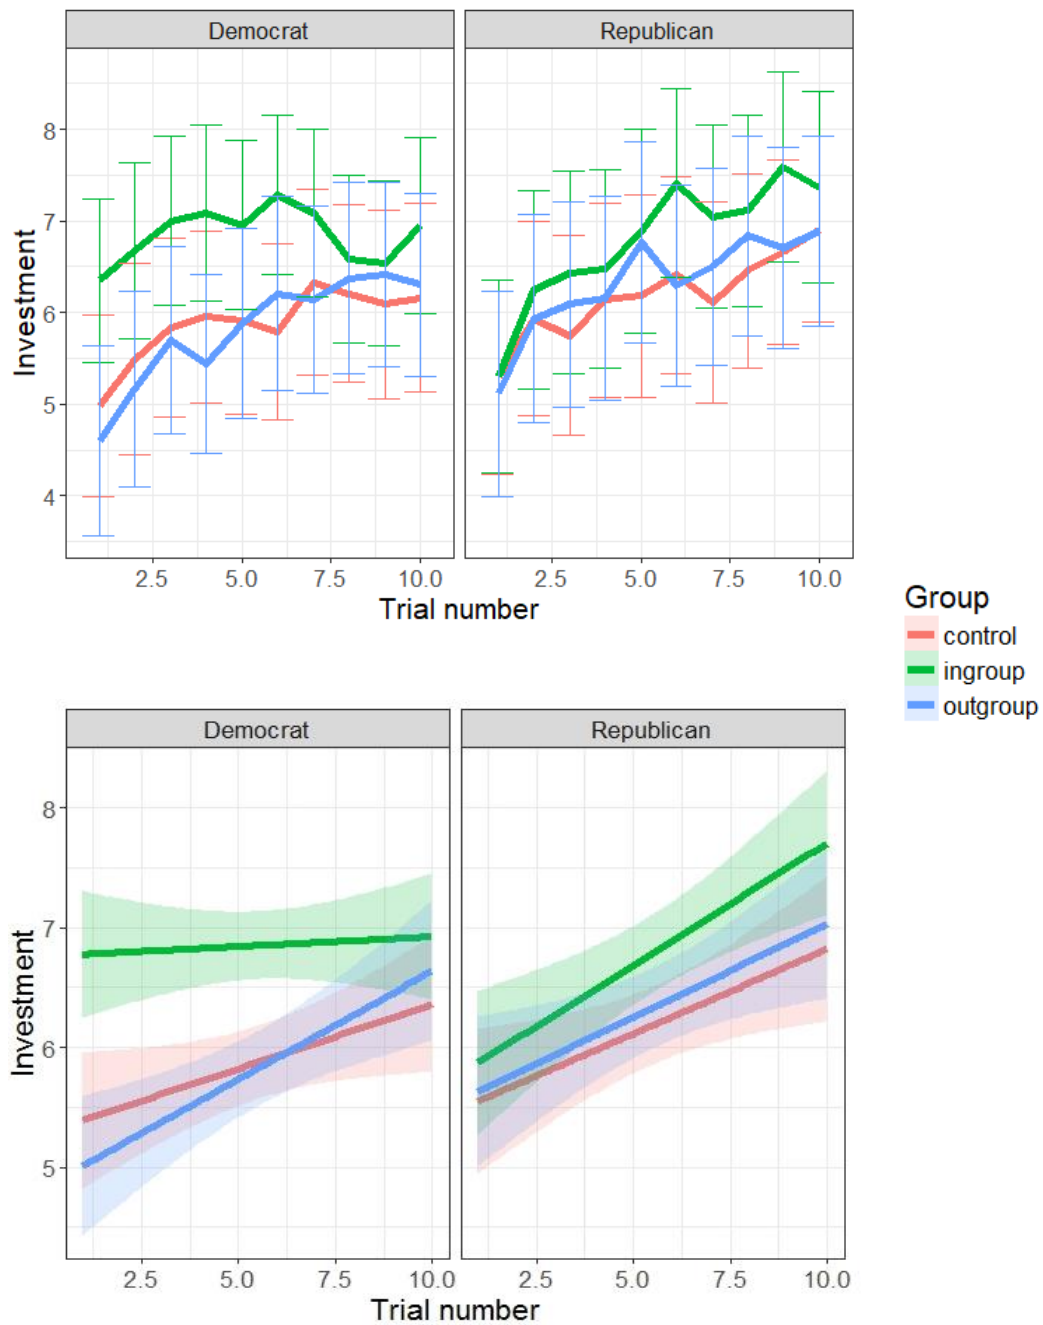 Democrat Republican
8
7
6
5
4
Investment
2.5 5.0 7.5 10.0 2.5 5.0 7.5 10.0
Trial number
Group
control
ingroup
outgroup
Democrat Republican
8
7
6
5
Investment
2.5 5.0 7.5 10.0 2.5 5.0 7.5 10.0
Trial number